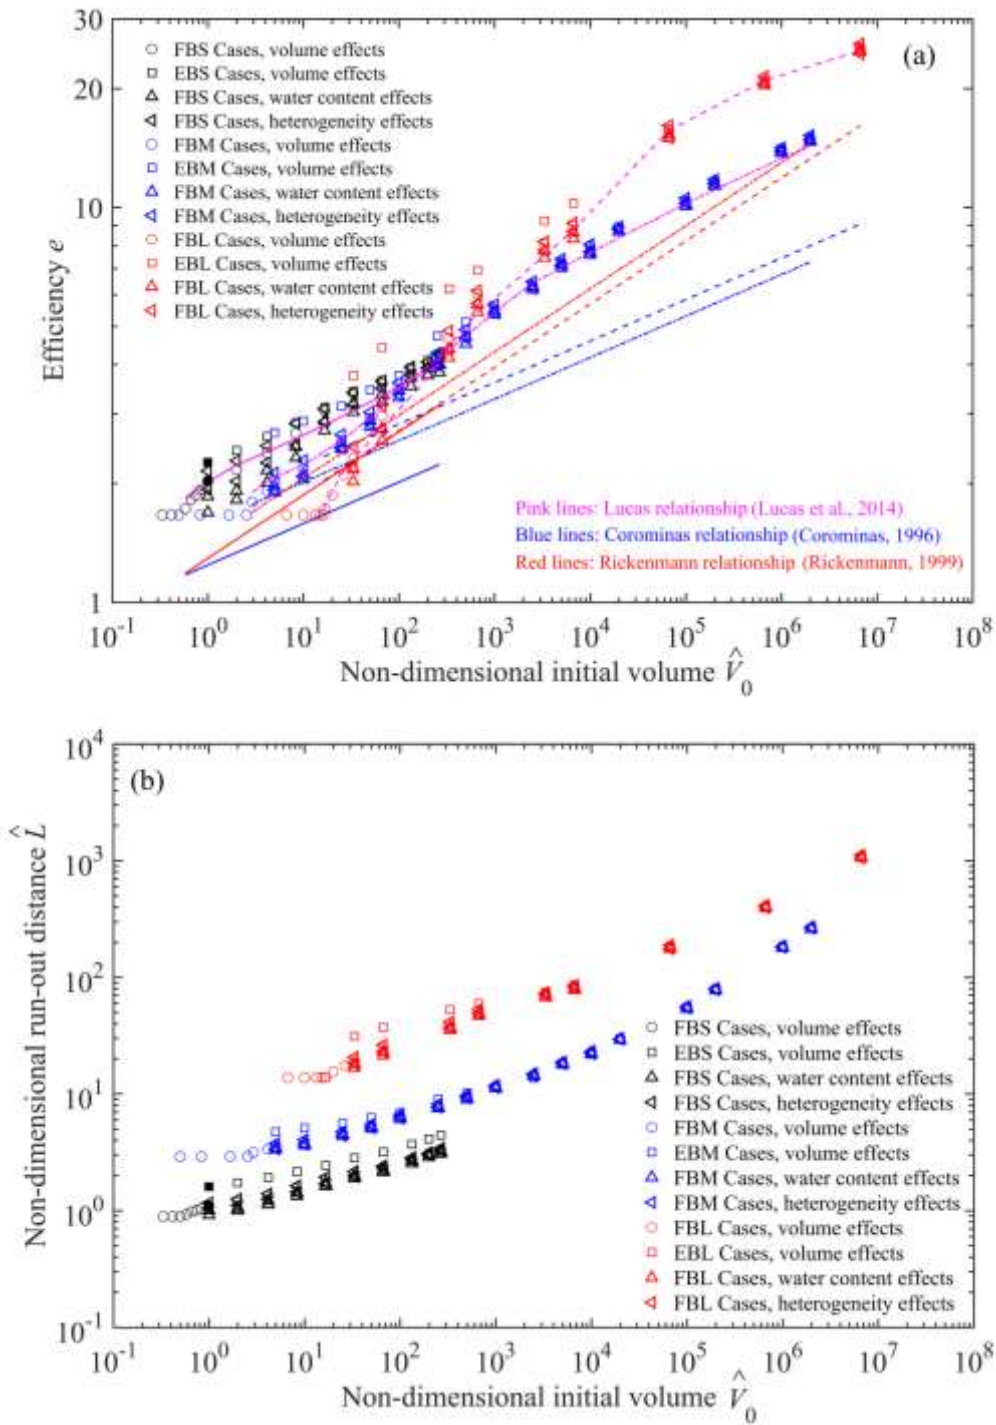 30
20
10
1
Efficiency e
(a)
FBS Cases, volume effects
EBS Cases, volume effects
FBS Cases, water content effects
FBS Cases, heterogeneity effects
FBM Cases, volume effects
EBM Cases, volume effects
FBM Cases, water content effects
FBM Cases, heterogeneity effects
FBL Cases, volume effects
EBL Cases, volume effects
FBL Cases, water content effects
FBL Cases, heterogeneity effects
Pink lines: Lucas relationship (Lucas et al., 2014)
Blue lines: Corominas relationship (Corominas, 1996)
Red lines: Rickenmann relationship (Rickenmann, 1999)
10⁻¹ 10⁰ 10¹ 10² 10³ 10⁴ 10⁵ 10⁶ 10⁷ 10⁸
Non-dimensional initial volume V̂₀
10⁴
10³
10²
10¹
10⁰
10⁻¹
Non-dimensional run-out distance L̂
(b)
FBS Cases, volume effects
EBS Cases, volume effects
FBS Cases, water content effects
FBS Cases, heterogeneity effects
FBM Cases, volume effects
EBM Cases, volume effects
FBM Cases, water content effects
FBM Cases, heterogeneity effects
FBL Cases, volume effects
EBL Cases, volume effects
FBL Cases, water content effects
FBL Cases, heterogeneity effects
10⁻¹ 10⁰ 10¹ 10² 10³ 10⁴ 10⁵ 10⁶ 10⁷ 10⁸
Non-dimensional initial volume V̂₀